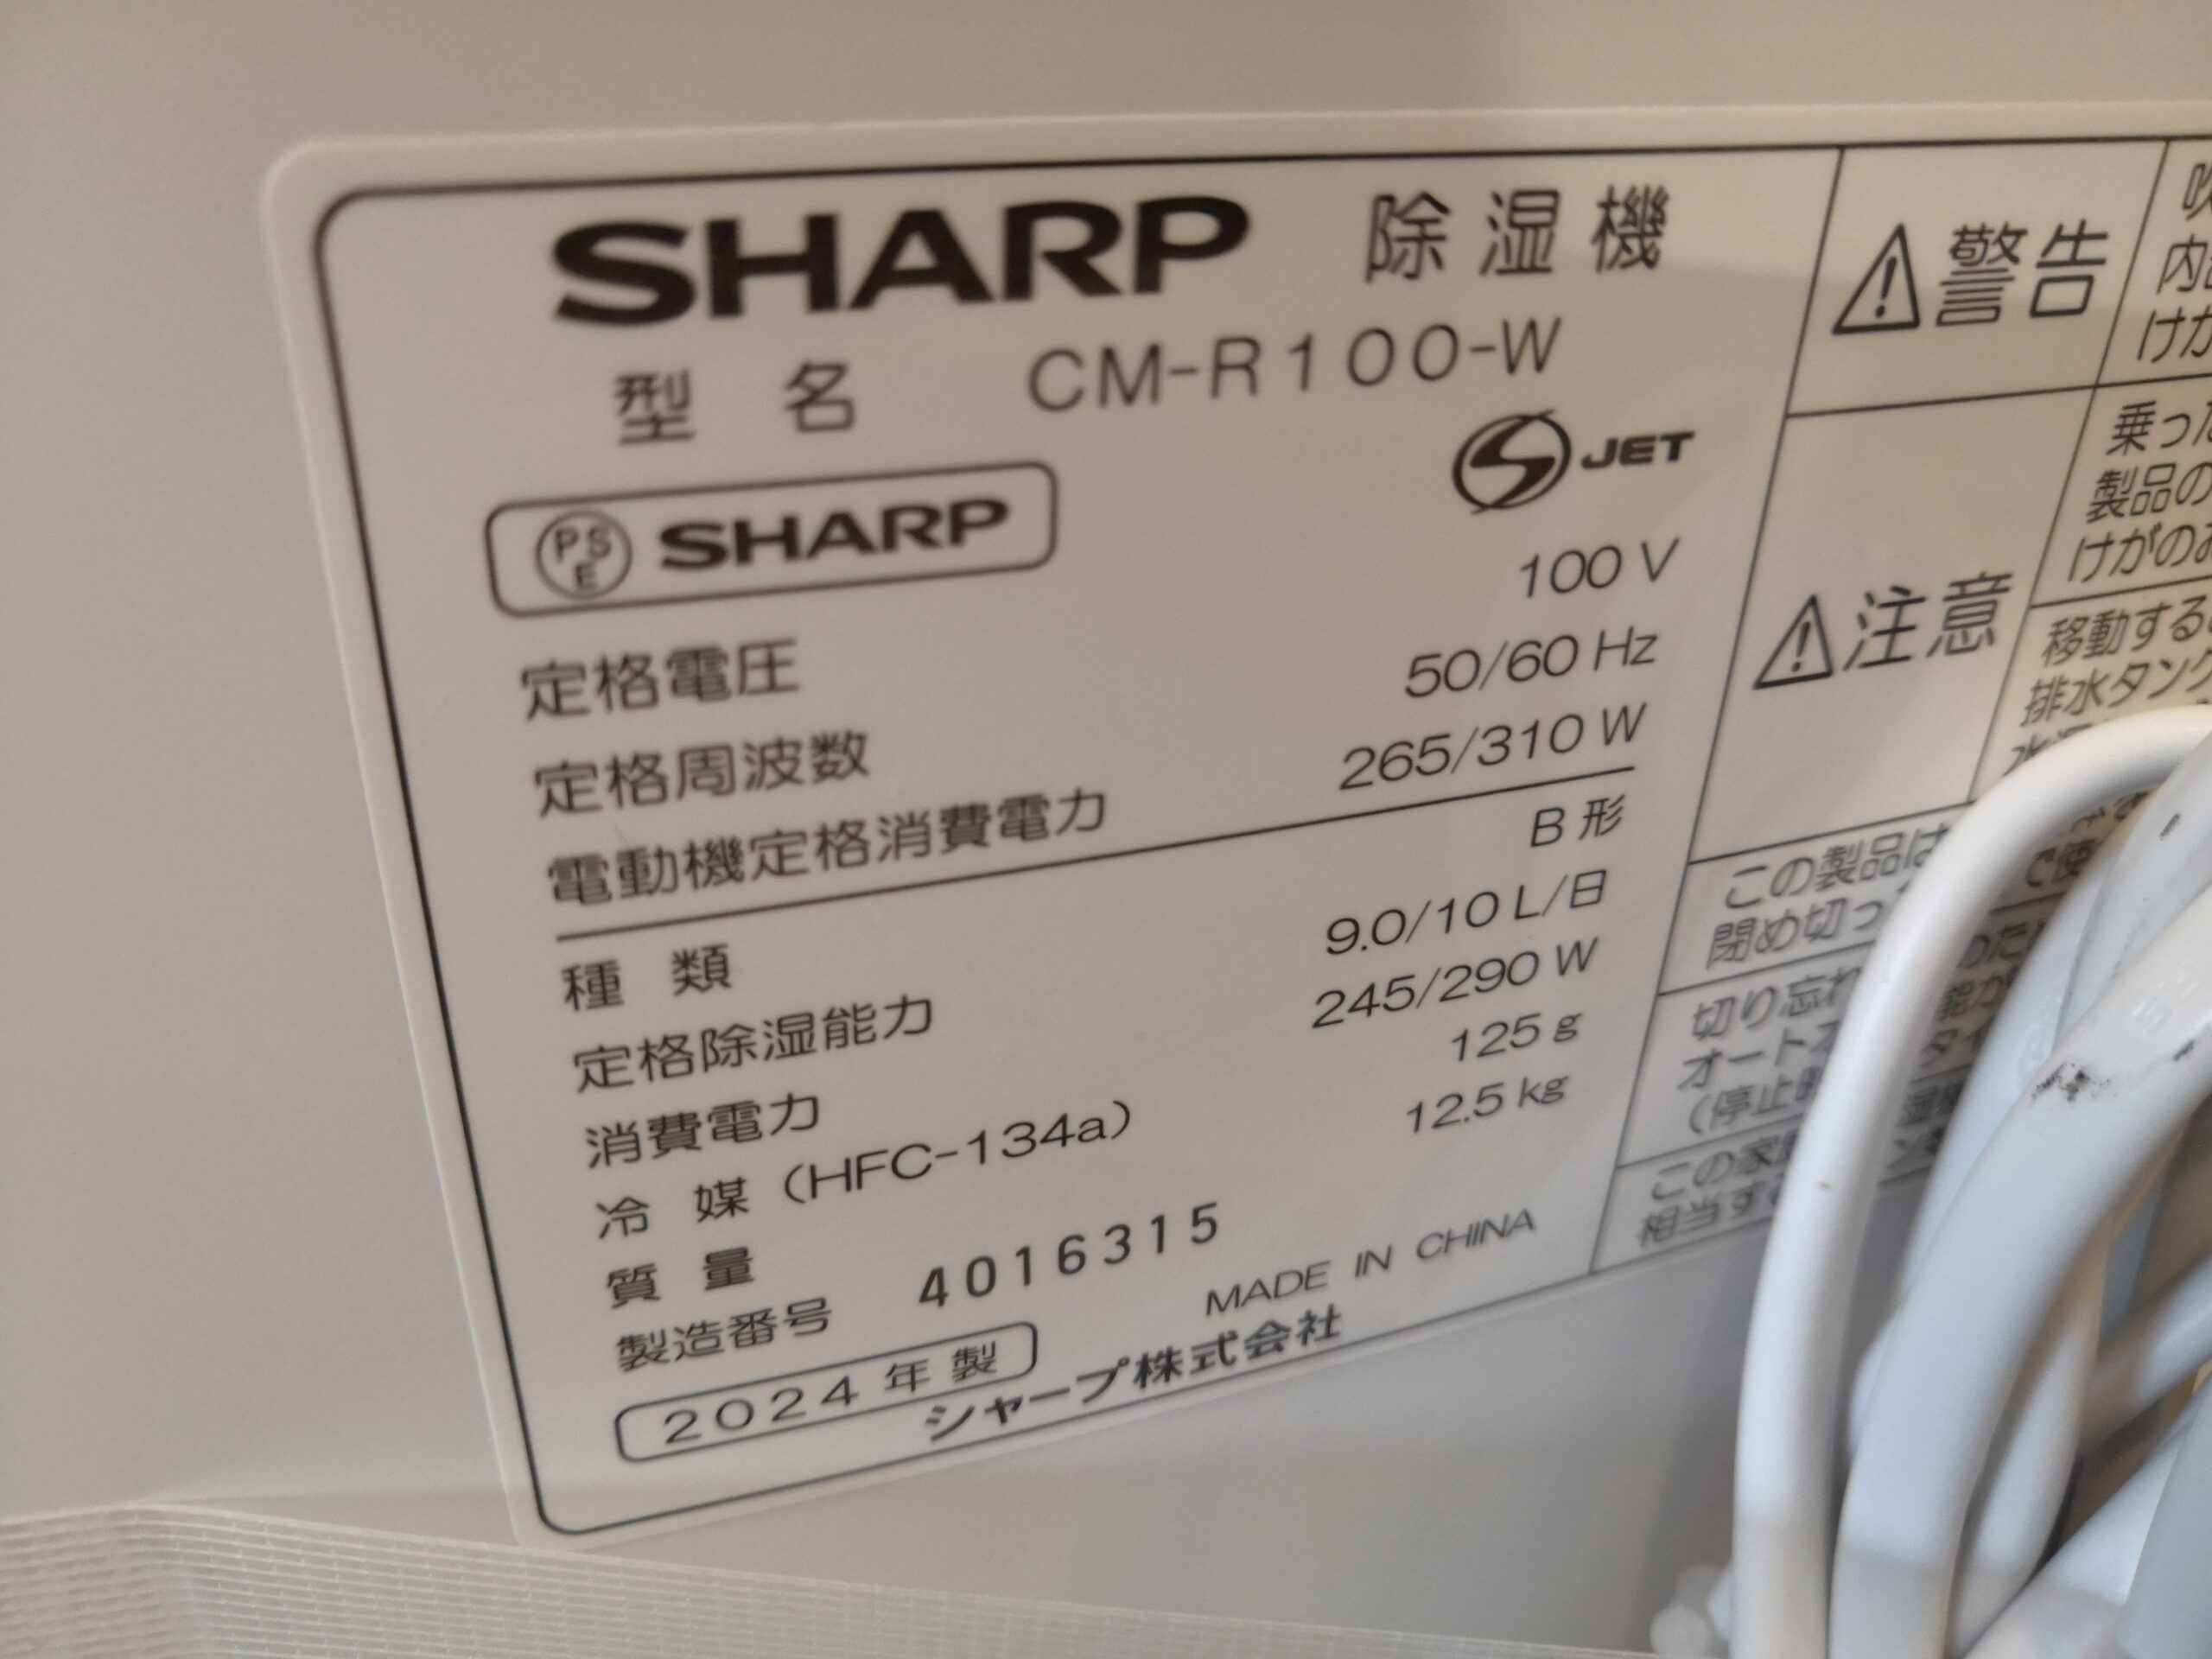 SHARP 除湿機
型名 CM-R100-W
JET
PSE SHARP
定格電圧 100 V
定格周波数 50/60 Hz
電動機定格消費電力 265/310 W
種類 B 形
定格除湿能力 9.0/10 L/日
消費電力 245/290 W
冷媒 (HFC-134a) 125 g
質量 12.5 kg
製造番号 4016315
MADE IN CHINA
2024 年 製
シャープ株式会社
警告
内
けが
注意
乗った
製品の
けがの
移動する
排水タンク
この製品は
閉め切っ
切り忘れ
オート
(停止
この家
相当す